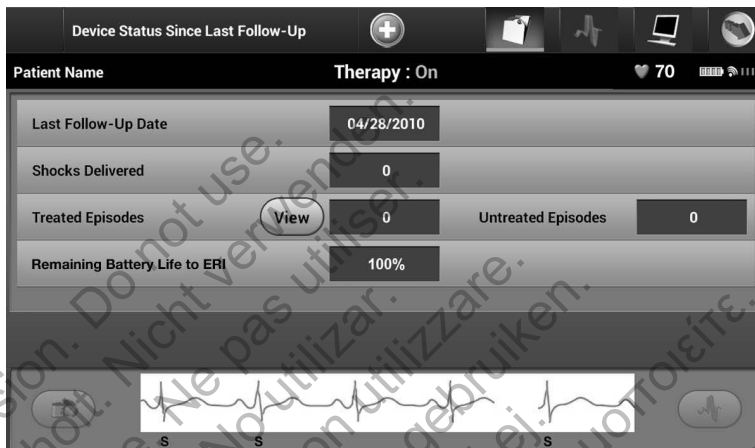 Device Status Since Last Follow-Up
Patient Name Therapy : On 70
Last Follow-Up Date 04/28/2010
Shocks Delivered 0
Treated Episodes View 0 Untreated Episodes 0
Remaining Battery Life to ERI 100%
S S S
Do not use.
Nicht verwenden.
Ne pas utiliser.
No utilizar.
utilizzare.
gebruiken.